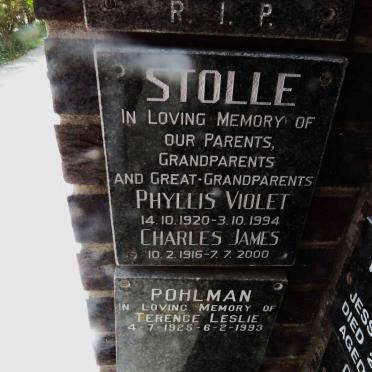 R. I. P.
STOLLE
IN LOVING MEMORY OF
OUR PARENTS,
GRANDPARENTS
AND GREAT-GRANDPARENTS
PHYLLIS VIOLET
14.10.1920-3.10.1994
CHARLES JAMES
10.2.1916-7.7.2000
POHLMAN
IN LOVING MEMORY OF
TERENCE LESLIE
4-7-1925-6-2-1993
DIED
AGED